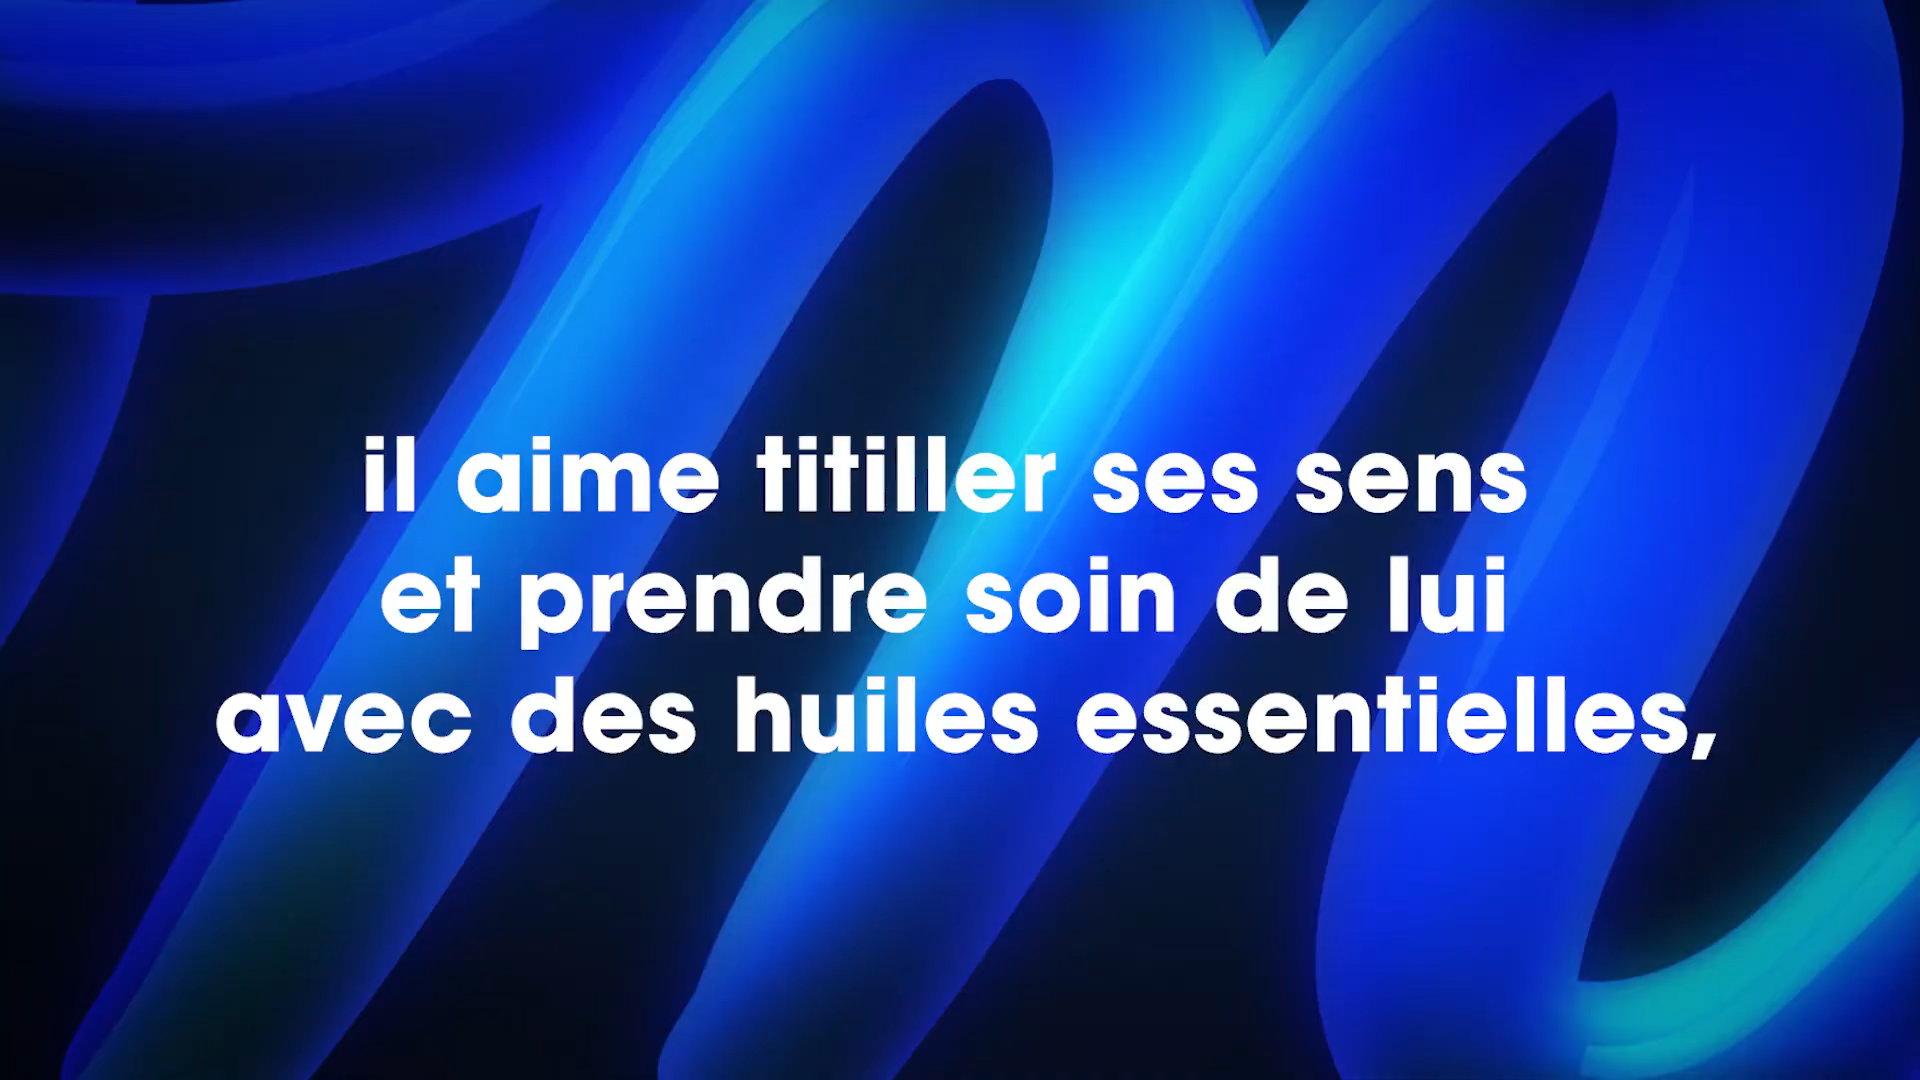 il aime titiller ses sens
et prendre soin de lui
avec des huiles essentielles,